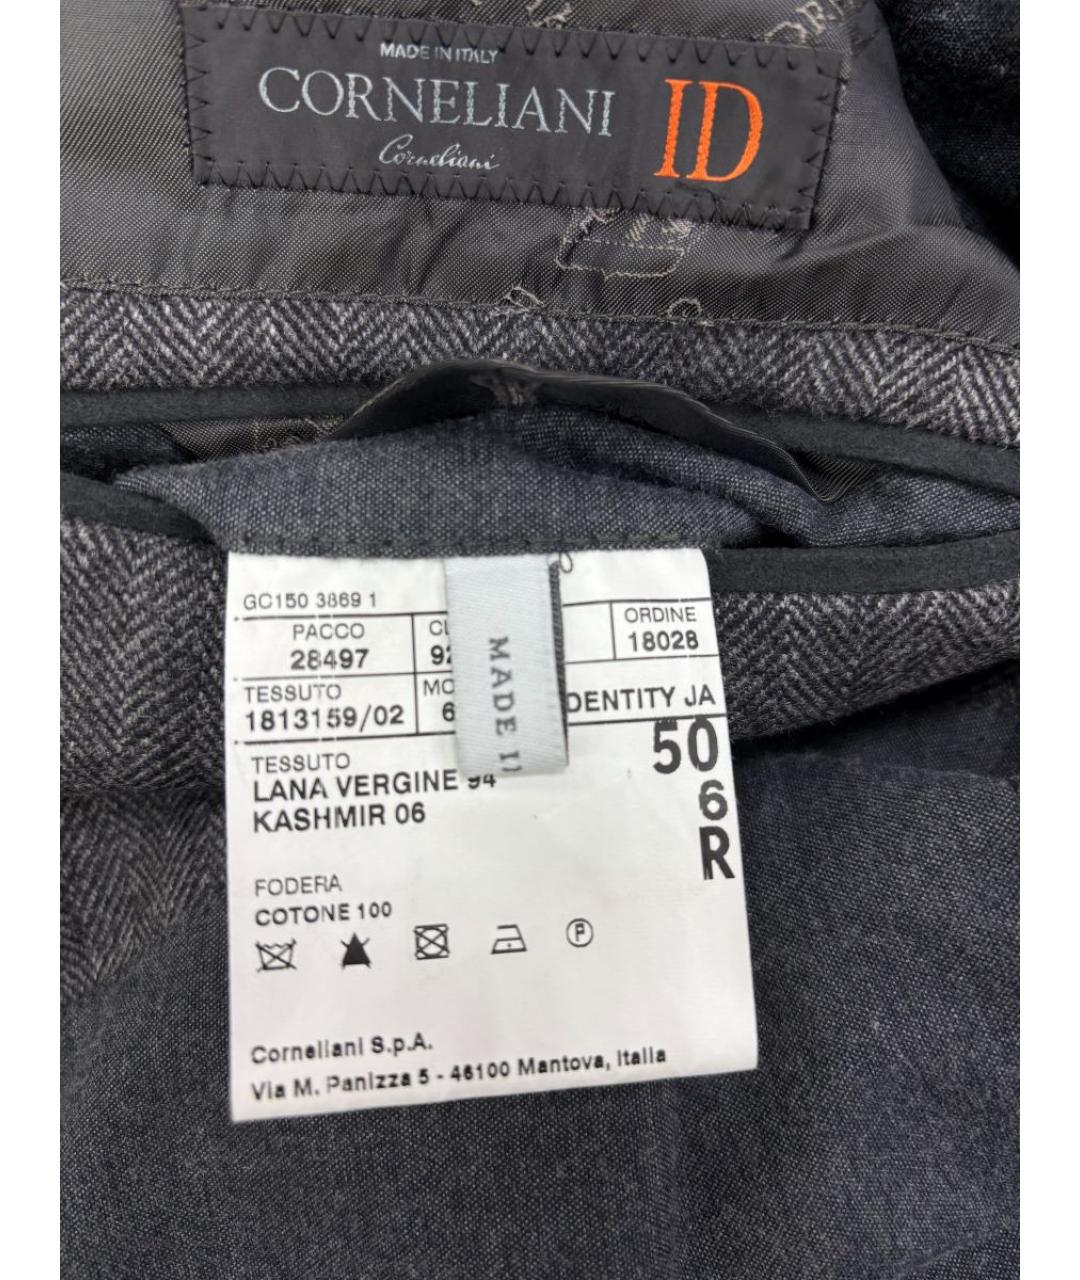 MADE IN ITALY
CORNELIANI ID
Corneliani
GC150 3869 1
PACCO ORDINE
28497 18028
TESSUTO
1813159/02 DENTITY JA
MADE
50
6
R
TESSUTO
LANA VERGINE 94
KASHMIR 06
FODERA
COTONE 100
P
Corneliani S.p.A.
Via M. Panizza 5 - 46100 Mantova, Italia